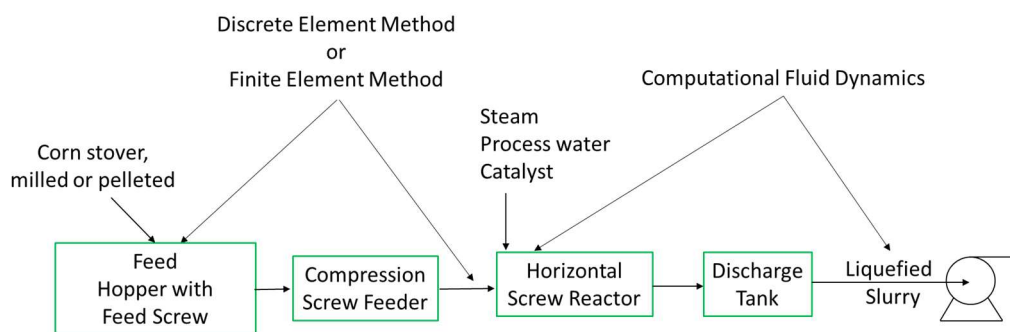 Discrete Element Method
or
Finite Element Method
Computational Fluid Dynamics
Steam
Process water
Catalyst
Corn stover,
milled or pelleted
Feed
Hopper with
Feed Screw
Compression
Screw Feeder
Horizontal
Screw Reactor
Discharge
Tank
Liquefied
Slurry